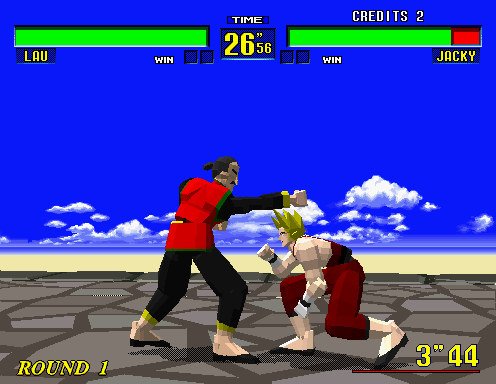 TIME
CREDITS 2
26"56
LAU
WIN
WIN
JACKY
ROUND 1
3"44